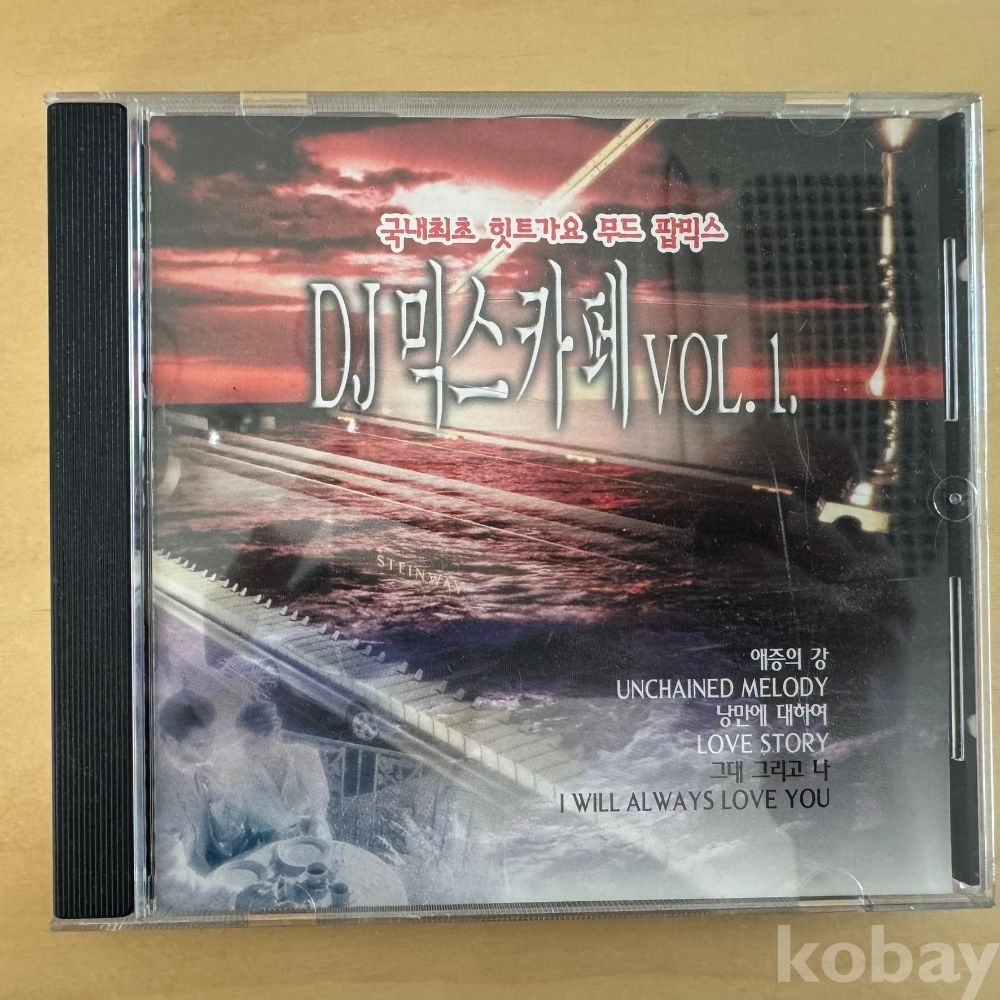 국내최초 힛트가요 무드 팝믹스
DJ 믹스카페 VOL. 1.
STEINWAY
애증의 강
UNCHAINED MELODY
낭만에 대하여
LOVE STORY
그대 그리고 나
I WILL ALWAYS LOVE YOU
kobay